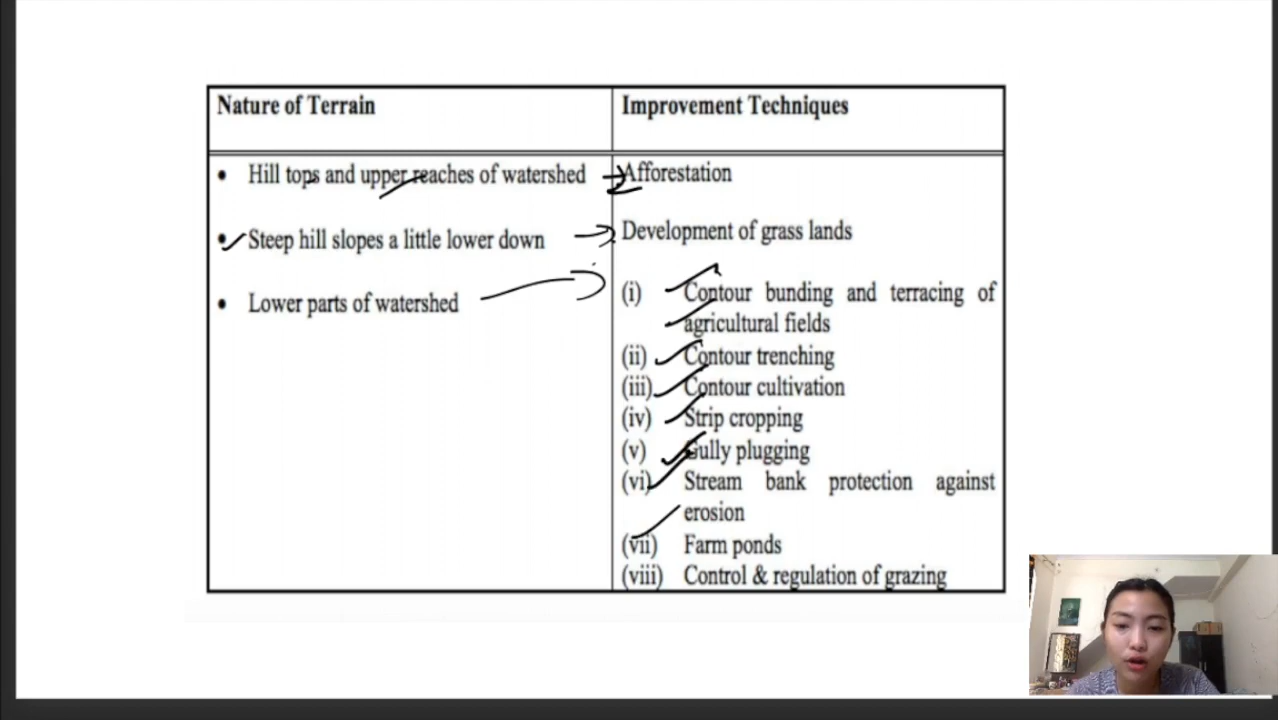 Nature of Terrain
Improvement Techniques
• Hill tops and upper reaches of watershed
Afforestation
• Steep hill slopes a little lower down
Development of grass lands
• Lower parts of watershed
(i) Contour bunding and terracing of
agricultural fields
(ii) Contour trenching
(iii) Contour cultivation
(iv) Strip cropping
(v) Gully plugging
(vi) Stream bank protection against
erosion
(vii) Farm ponds
(viii) Control & regulation of grazing